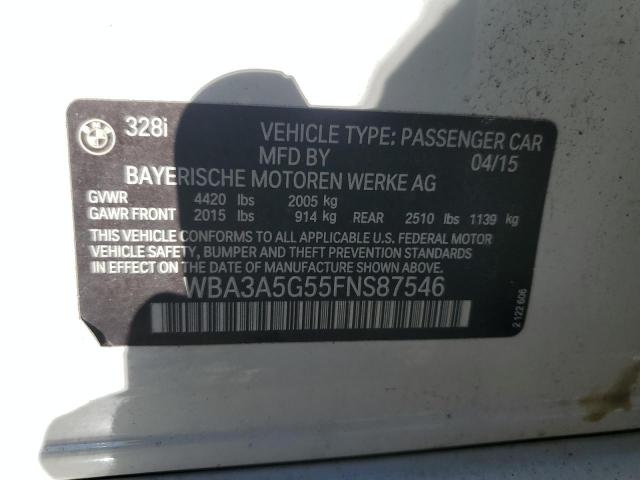 BMW
328i VEHICLE TYPE: PASSENGER CAR
MFD BY 04/15
BAYERISCHE MOTOREN WERKE AG
GVWR 4420 lbs 2005 kg
GAWR FRONT 2015 lbs 914 kg REAR 2510 lbs 1139 kg
THIS VEHICLE CONFORMS TO ALL APPLICABLE U.S. FEDERAL MOTOR
VEHICLE SAFETY, BUMPER AND THEFT PREVENTION STANDARDS
IN EFFECT ON THE DATE OF MANUFACTURE SHOWN ABOVE.
WBA3A5G55FNS87546
2 122 606